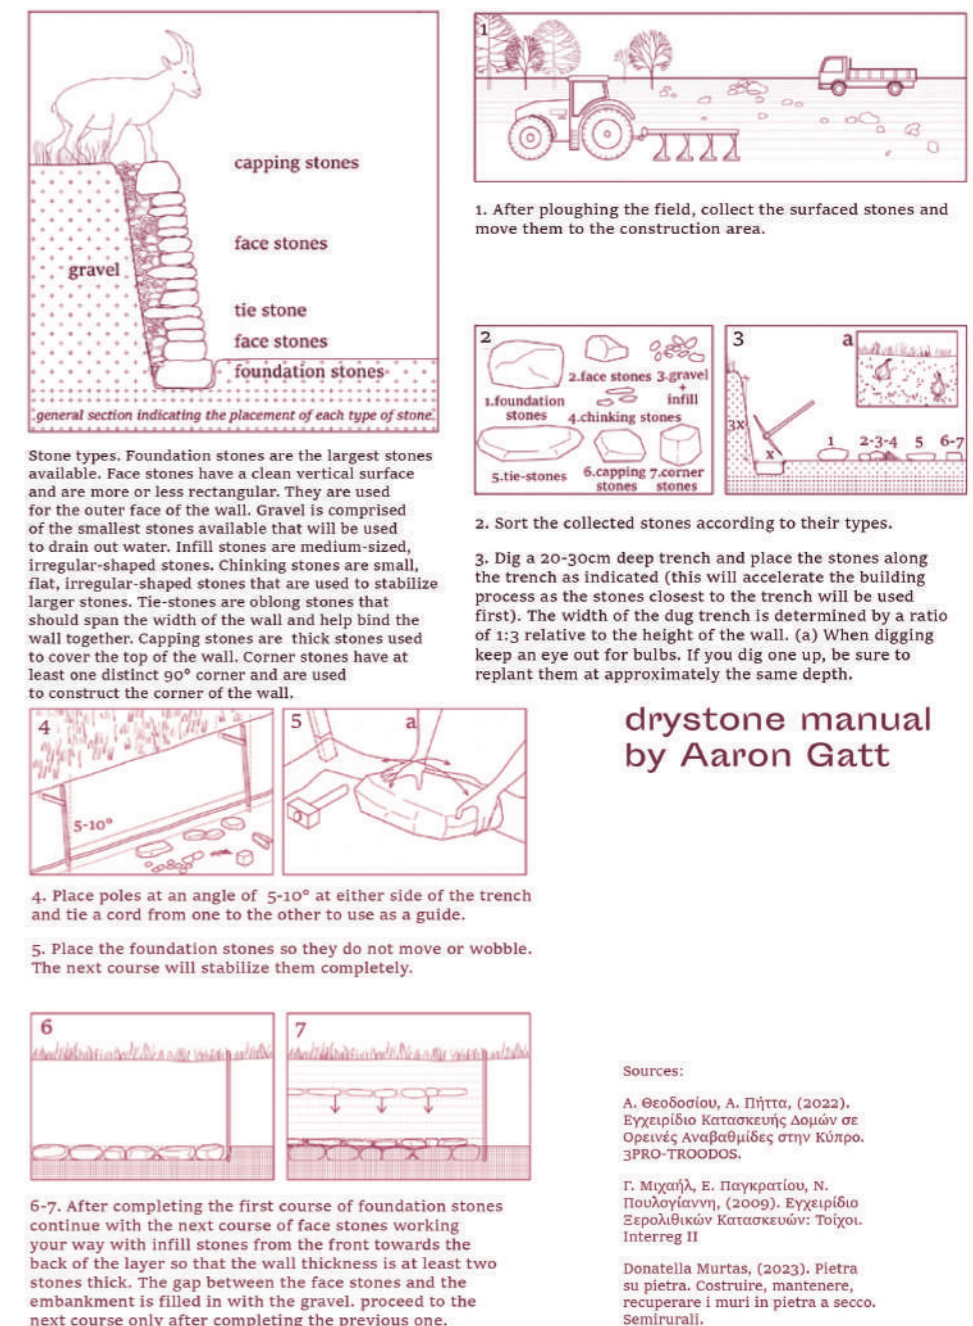 capping stones
face stones
gravel
tie stone
face stones
foundation stones
general section indicating the placement of each type of stone.
Stone types. Foundation stones are the largest stones
available. Face stones have a clean vertical surface
and are more or less rectangular. They are used
for the outer face of the wall. Gravel is comprised
of the smallest stones available that will be used
to drain out water. Infill stones are medium-sized,
irregular-shaped stones. Chinking stones are small,
flat, irregular-shaped stones that are used to stabilize
larger stones. Tie-stones are oblong stones that
should span the width of the wall and help bind the
wall together. Capping stones are thick stones used
to cover the top of the wall. Corner stones have at
least one distinct 90° corner and are used
to construct the corner of the wall.
1
1. After ploughing the field, collect the surfaced stones and
move them to the construction area.
2
1.foundation
stones
2.face stones
3.gravel
+
infill
4.chinking stones
5.tie-stones
6.capping
stones
7.corner
stones
3
a
3x
x
1
2-3-4
5
6-7
2. Sort the collected stones according to their types.
3. Dig a 20-30cm deep trench and place the stones along
the trench as indicated (this will accelerate the building
process as the stones closest to the trench will be used
first). The width of the dug trench is determined by a ratio
of 1:3 relative to the height of the wall. (a) When digging
keep an eye out for bulbs. If you dig one up, be sure to
replant them at approximately the same depth.
drystone manual
by Aaron Gatt
4
5-10°
5
a
4. Place poles at an angle of 5-10° at either side of the trench
and tie a cord from one to the other to use as a guide.
5. Place the foundation stones so they do not move or wobble.
The next course will stabilize them completely.
6
7
6-7. After completing the first course of foundation stones
continue with the next course of face stones working
your way with infill stones from the front towards the
back of the layer so that the wall thickness is at least two
stones thick. The gap between the face stones and the
embankment is filled in with the gravel. proceed to the
next course only after completing the previous one.
Sources:
Α. Θεοδοσίου, Α. Πήττα, (2022).
Εγχειρίδιο Κατασκευής Δομών σε
Ορεινές Αναβαθμίδες στην Κύπρο.
3PRO-TROODOS.
Γ. Μιχαήλ, Ε. Παγκρατίου, Ν.
Πουλογίαννη, (2009). Εγχειρίδιο
Ξερολιθικών Κατασκευών: Τοίχοι.
Interreg II
Donatella Murtas, (2023). Pietra
su pietra. Costruire, mantenere,
recuperare i muri in pietra a secco.
Semirurali.